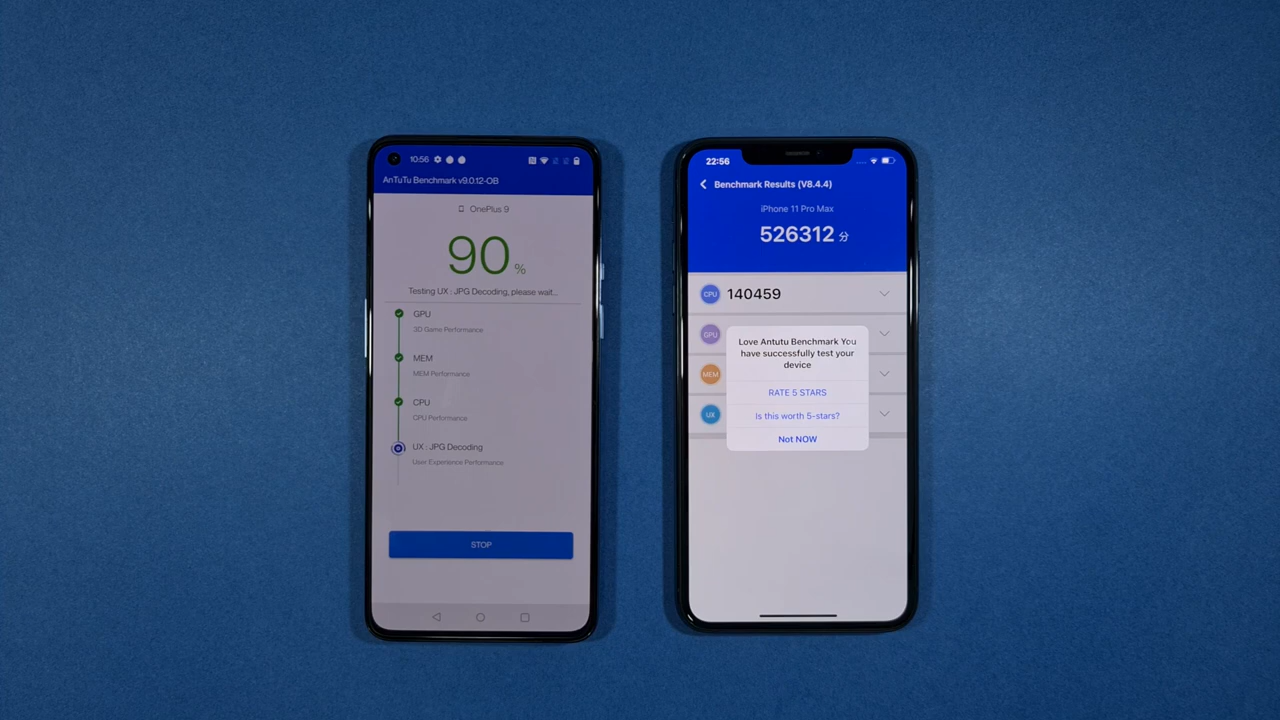 10:56
AnTuTu Benchmark v9.0.12-OB
OnePlus 9
90%
Testing UX : JPG Decoding, please wait...
GPU
3D Game Performance
MEM
MEM Performance
CPU
CPU Performance
UX : JPG Decoding
User Experience Performance
STOP
22:56
Benchmark Results (V8.4.4)
iPhone 11 Pro Max
526312 分
CPU 140459
GPU
MEM
UX
Love Antutu Benchmark You
have successfully test your
device
RATE 5 STARS
Is this worth 5-stars?
Not NOW